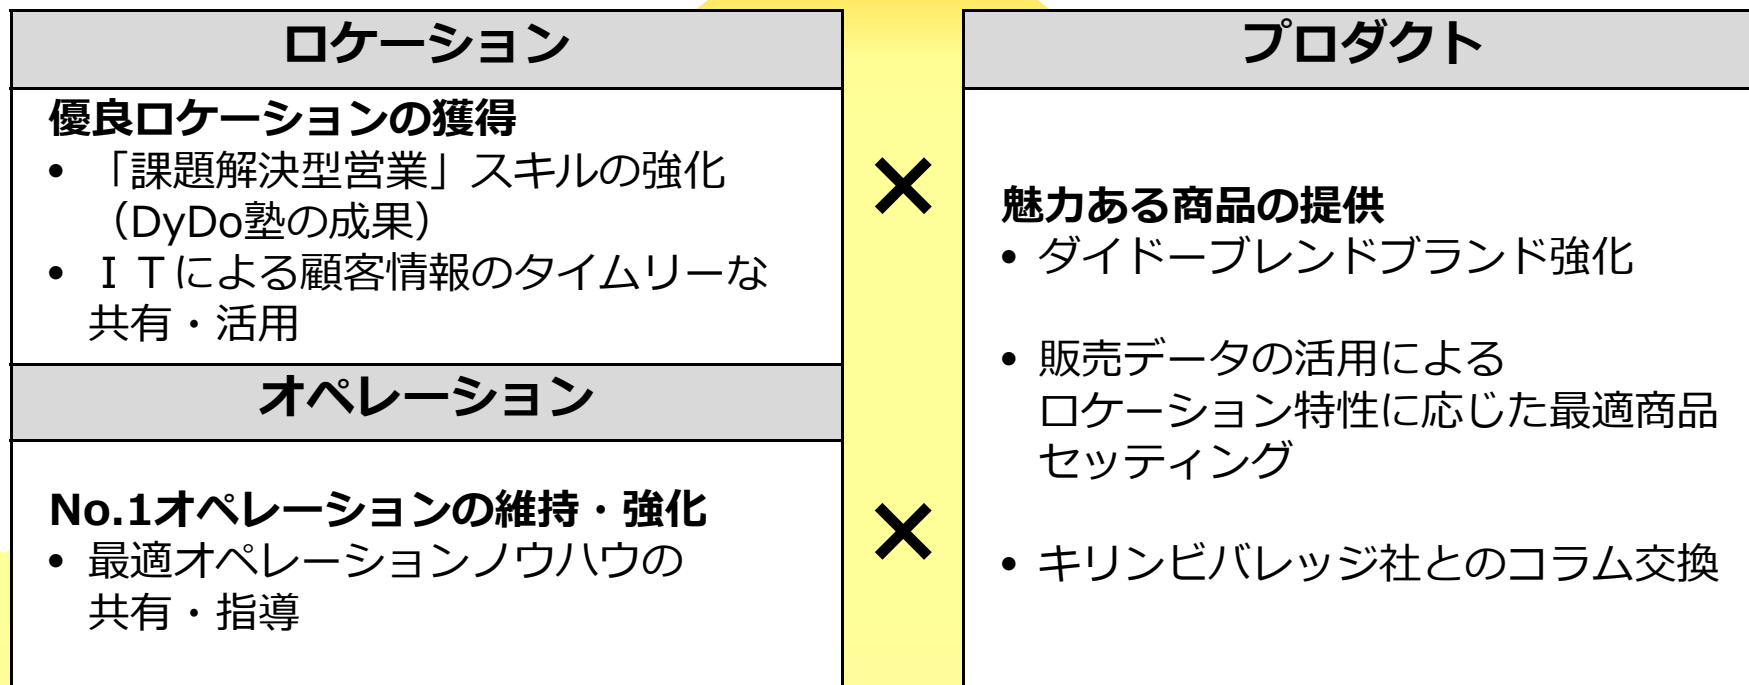 ロケーション
優良ロケーションの獲得
• 「課題解決型営業」スキルの強化
（DyDo塾の成果）
• ＩＴによる顧客情報のタイムリーな
共有・活用
オペレーション
No.1オペレーションの維持・強化
• 最適オペレーションノウハウの
共有・指導
×
×
プロダクト
魅力ある商品の提供
• ダイドーブレンドブランド強化
• 販売データの活用による
ロケーション特性に応じた最適商品
セッティング
• キリンビバレッジ社とのコラム交換